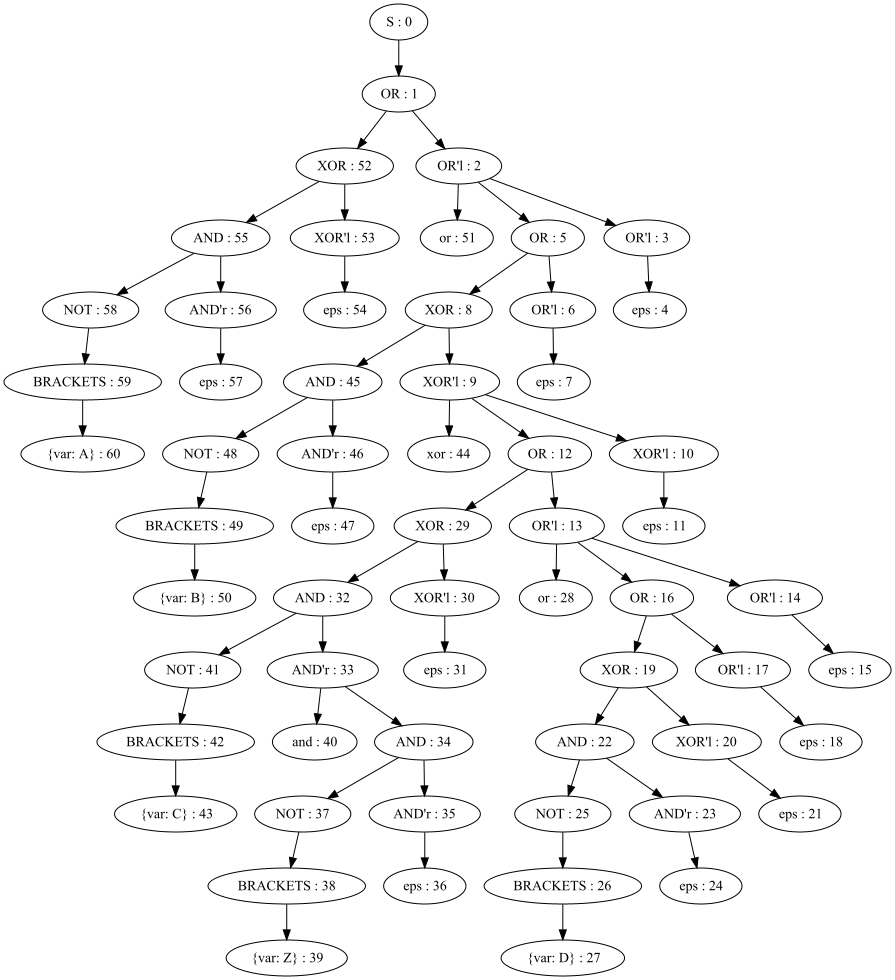 S : 0
OR : 1
XOR : 52
OR'l : 2
AND : 55
XOR'l : 53
or : 51
OR : 5
OR'l : 3
NOT : 58
AND'r : 56
eps : 54
XOR : 8
OR'l : 6
eps : 4
BRACKETS : 59
eps : 57
AND : 45
XOR'l : 9
eps : 7
{var: A} : 60
NOT : 48
AND'r : 46
xor : 44
OR : 12
XOR'l : 10
BRACKETS : 49
eps : 47
XOR : 29
OR'l : 13
eps : 11
{var: B} : 50
AND : 32
XOR'l : 30
or : 28
OR : 16
OR'l : 14
NOT : 41
AND'r : 33
eps : 31
XOR : 19
OR'l : 17
eps : 15
BRACKETS : 42
and : 40
AND : 34
AND : 22
XOR'l : 20
eps : 18
{var: C} : 43
NOT : 37
AND'r : 35
NOT : 25
AND'r : 23
eps : 21
BRACKETS : 38
eps : 36
BRACKETS : 26
eps : 24
{var: Z} : 39
{var: D} : 27